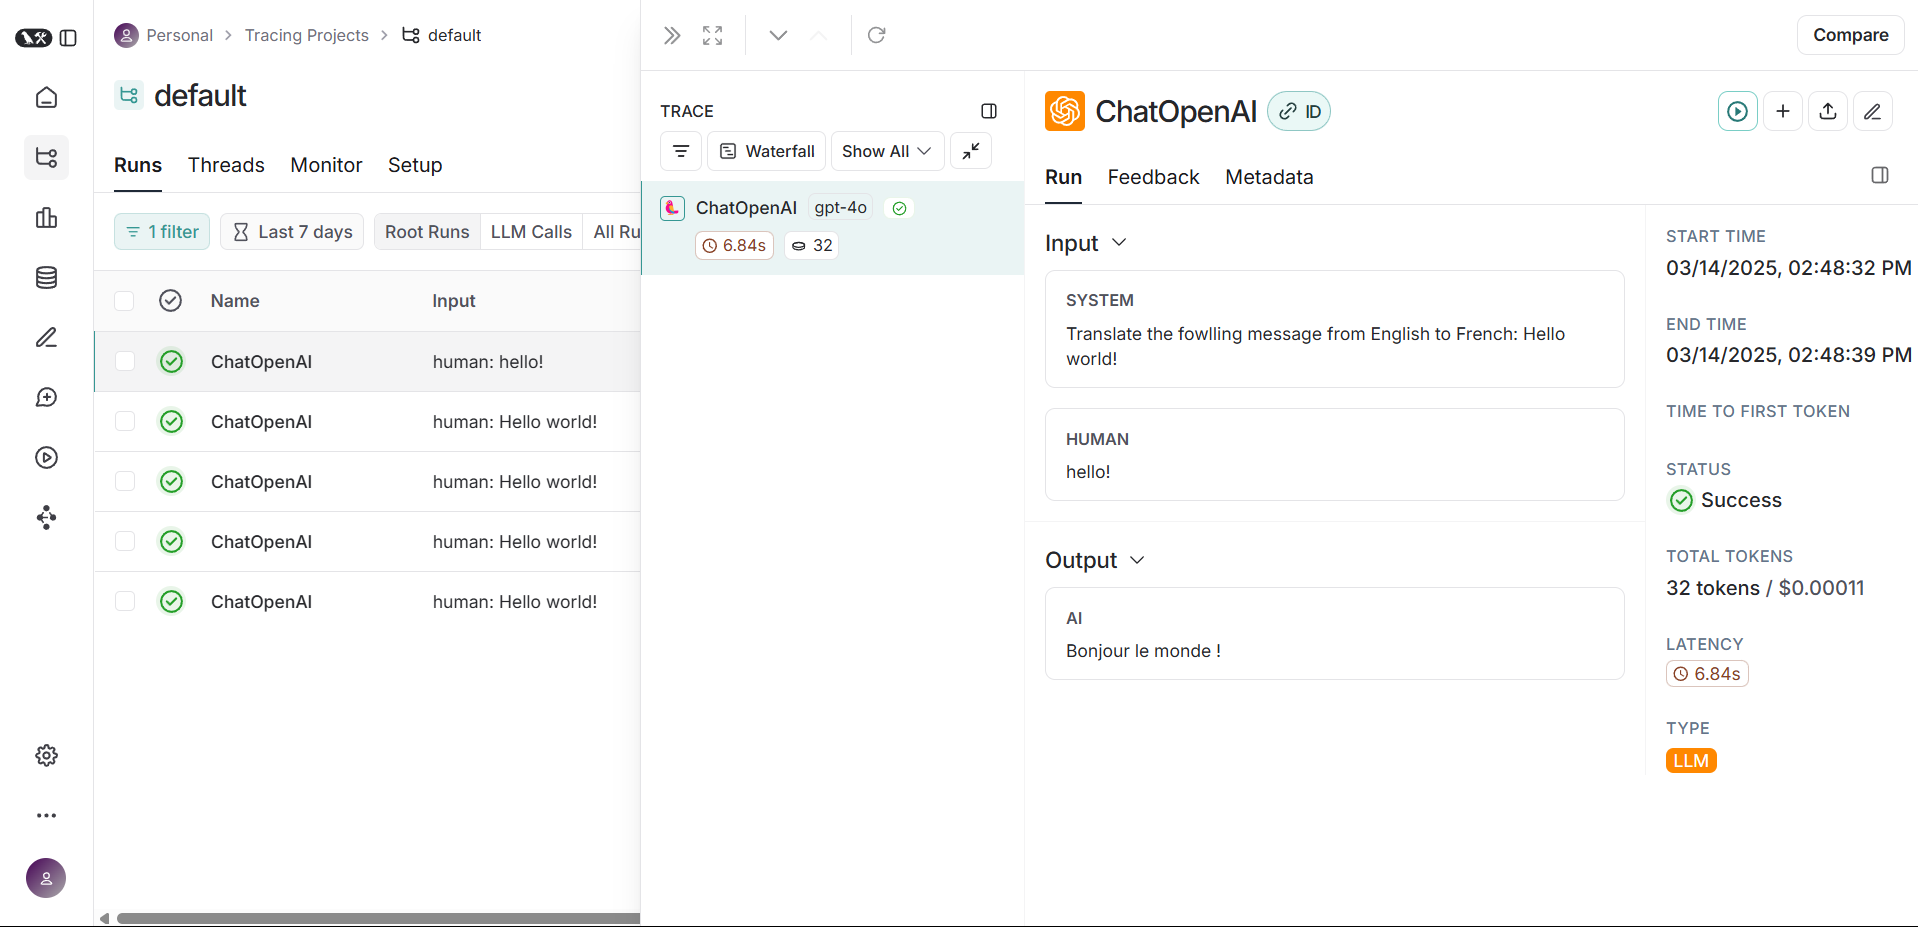 Personal > Tracing Projects > default
default
Runs Threads Monitor Setup
1 filter Last 7 days Root Runs LLM Calls All Ru
Name Input
ChatOpenAI human: hello!
ChatOpenAI human: Hello world!
ChatOpenAI human: Hello world!
ChatOpenAI human: Hello world!
ChatOpenAI human: Hello world!
Compare
TRACE
Waterfall Show All
ChatOpenAI gpt-4o
6.84s 32
ChatOpenAI ID
Run Feedback Metadata
Input
SYSTEM
Translate the fowlling message from English to French: Hello
world!
HUMAN
hello!
Output
AI
Bonjour le monde !
START TIME
03/14/2025, 02:48:32 PM
END TIME
03/14/2025, 02:48:39 PM
TIME TO FIRST TOKEN
STATUS
Success
TOTAL TOKENS
32 tokens / $0.00011
LATENCY
6.84s
TYPE
LLM